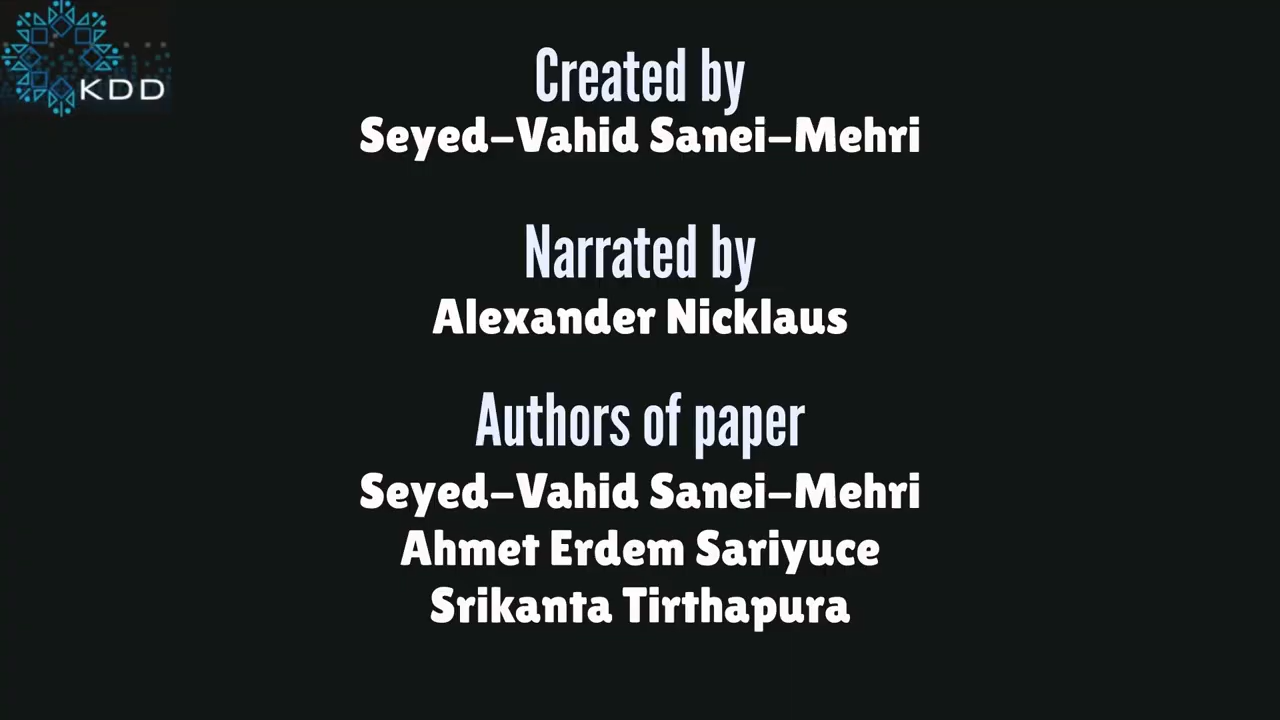 KDD
Created by
Seyed-Vahid Sanei-Mehri
Narrated by
Alexander Nicklaus
Authors of paper
Seyed-Vahid Sanei-Mehri
Ahmet Erdem Sariyuce
Srikanta Tirthapura